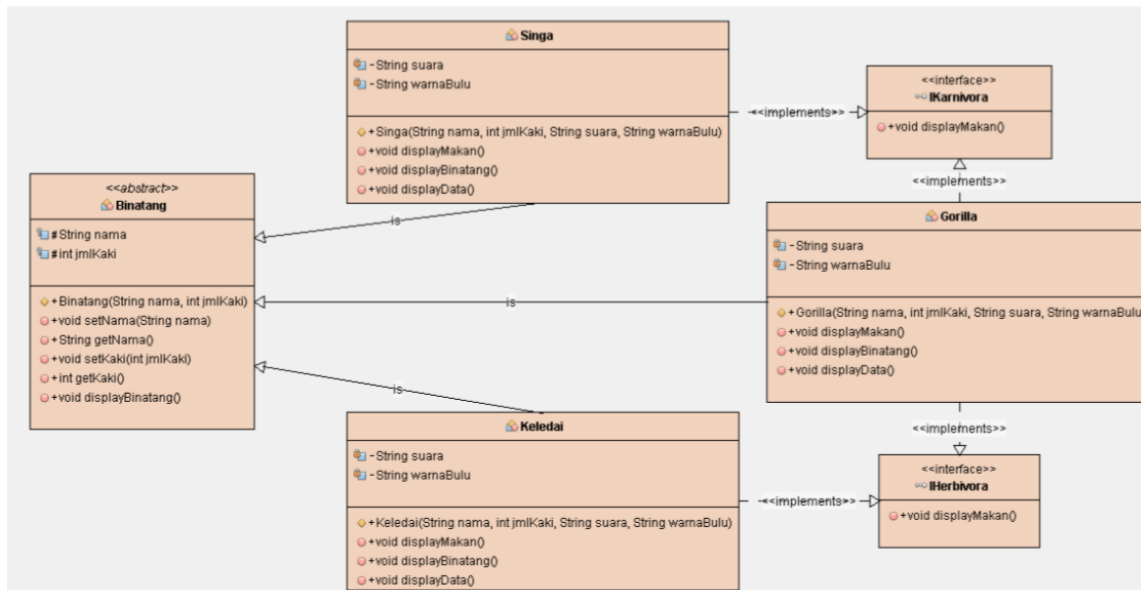 Singa
-String suara
-String warnaBulu
+Singa(String nama, int jmlKaki, String suara, String warnaBulu)
+void displayMakan()
+void displayBinatang()
+void displayData()
<<implements>>
<<interface>>
IKarnivora
+void displayMakan()
<<abstract>>
Binatang
#String nama
#int jmlKaki
+Binatang(String nama, int jmlKaki)
+void setNama(String nama)
+String getNama()
+void setKaki(int jmlKaki)
+int getKaki()
+void displayBinatang()
is
is
is
<<implements>>
Gorilla
-String suara
-String warnaBulu
+Gorilla(String nama, int jmlKaki, String suara, String warnaBulu
+void displayMakan()
+void displayBinatang()
+void displayData()
<<implements>>
Keledai
-String suara
-String warnaBulu
+Keledai(String nama, int jmlKaki, String suara, String warnaBulu)
+void displayMakan()
+void displayBinatang()
+void displayData()
<<implements>>
<<interface>>
IHerbivora
+void displayMakan()